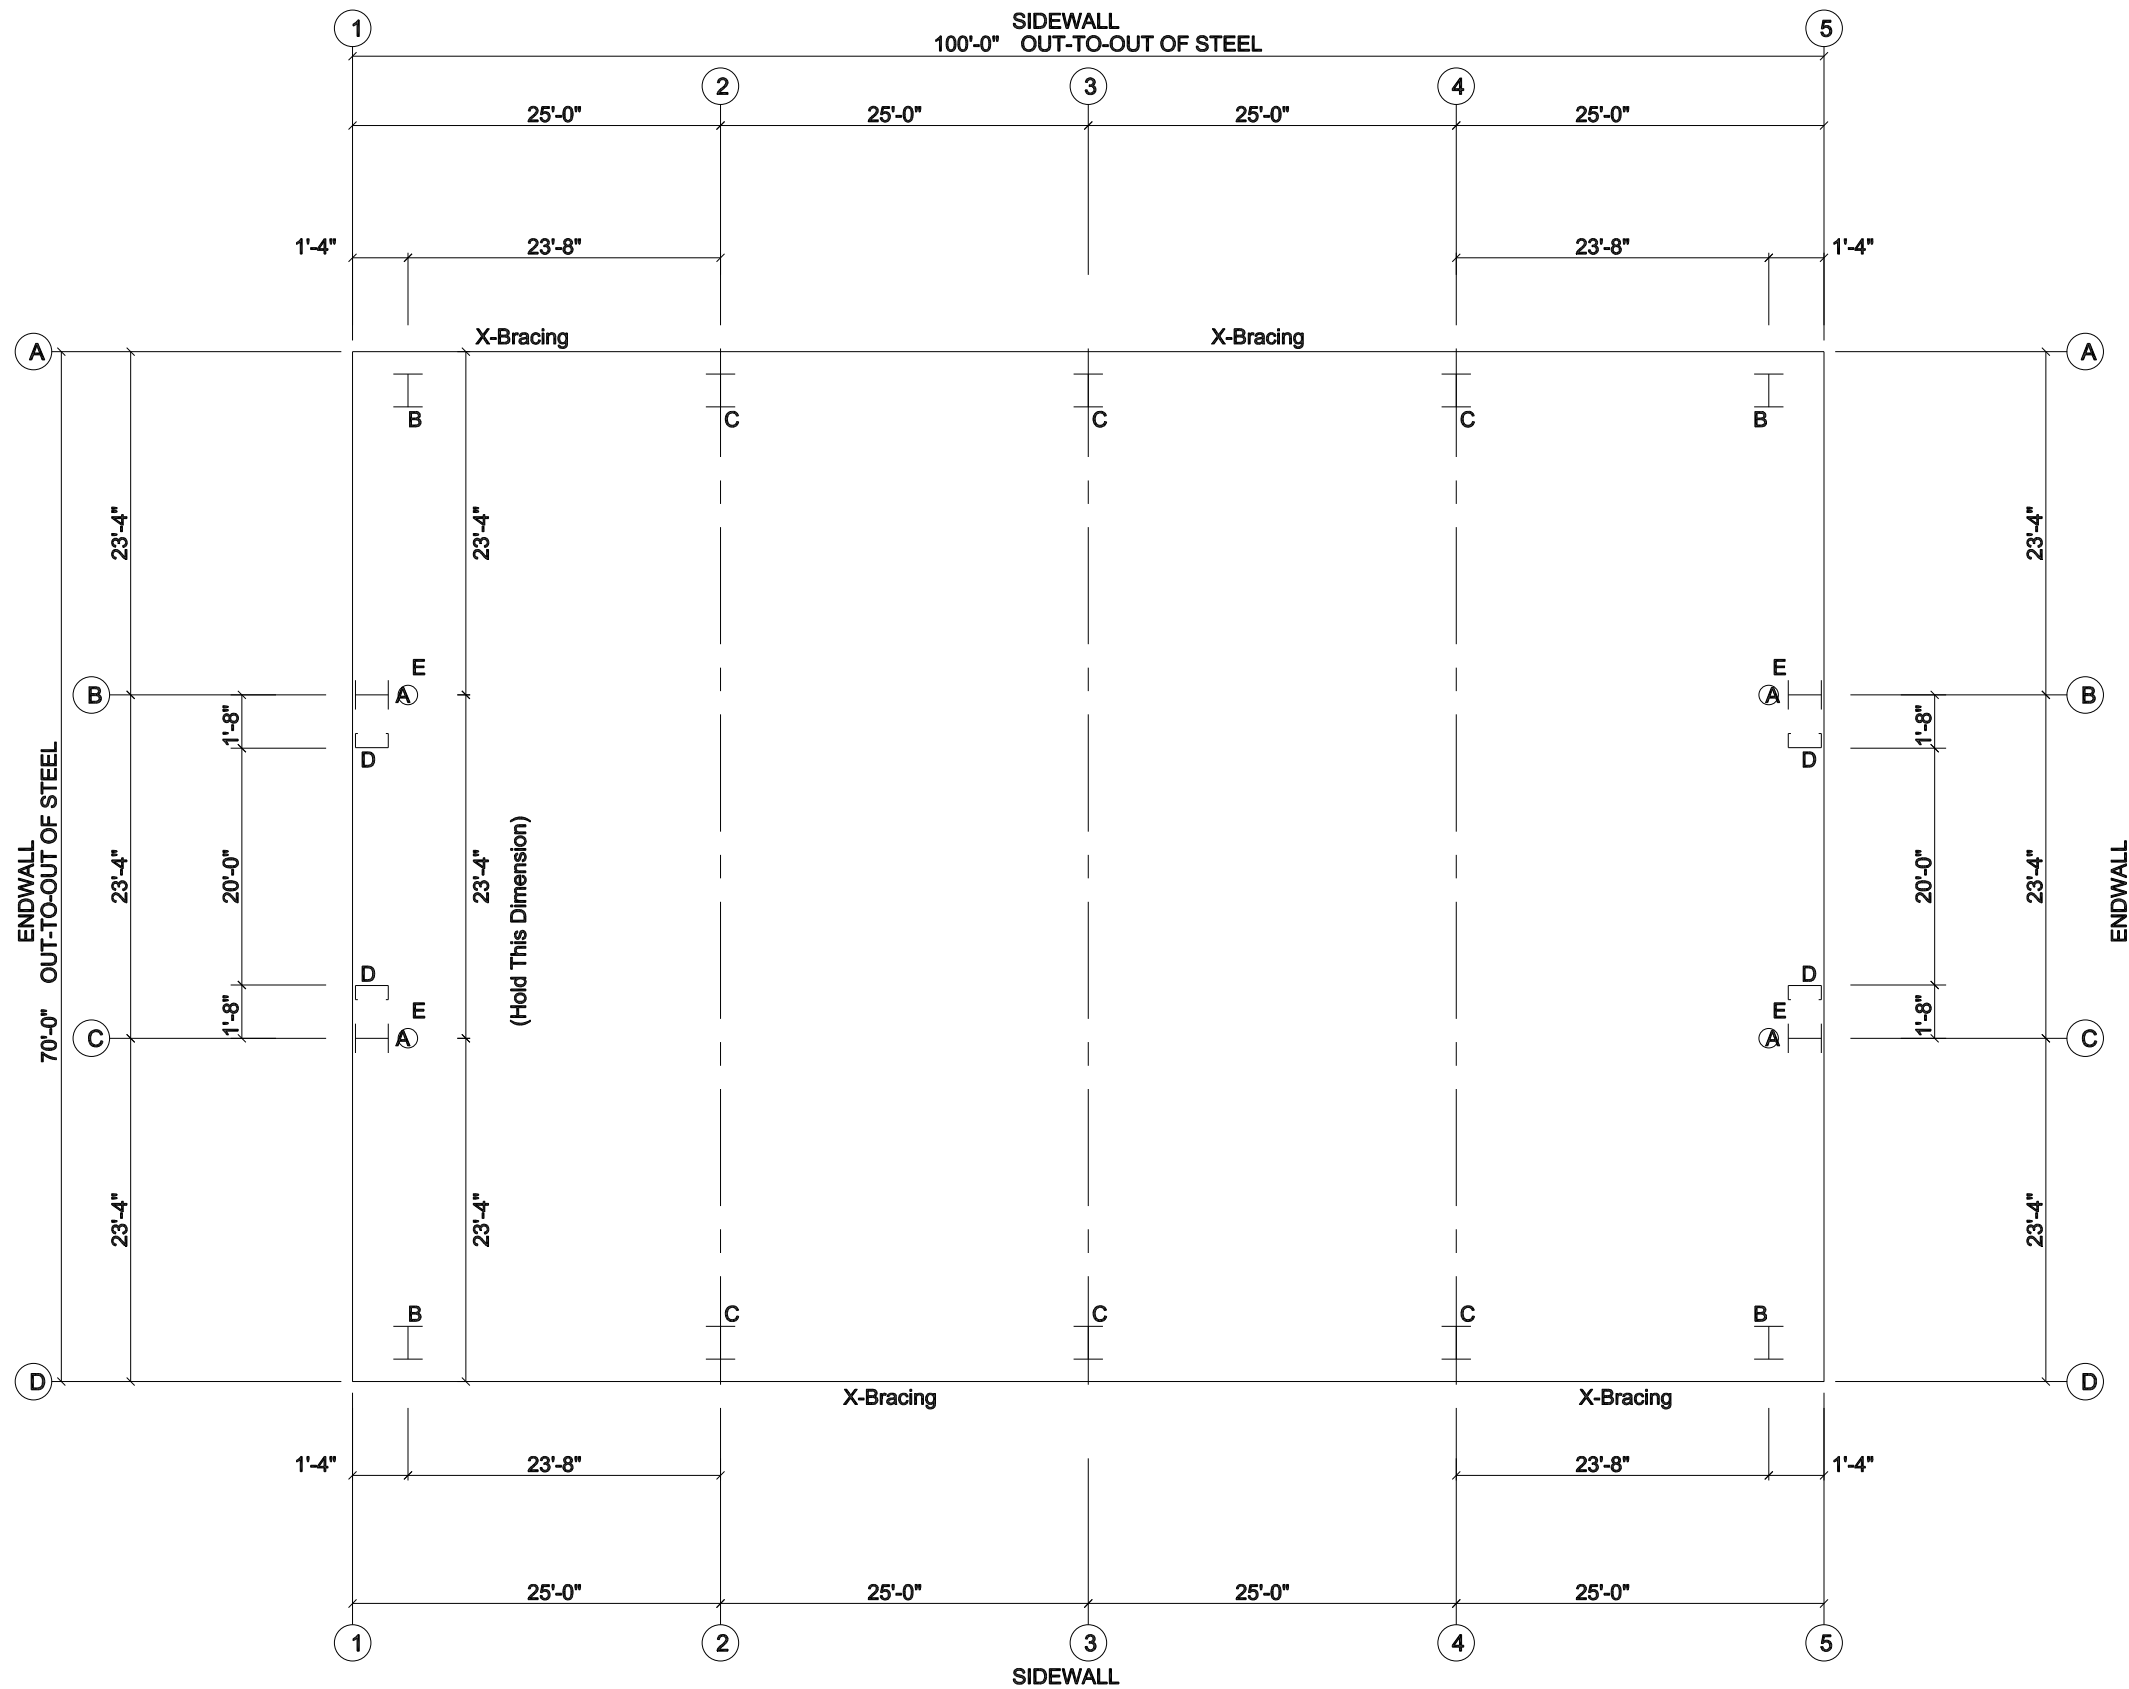 1
SIDEWALL
5
100'-0" OUT-TO-OUT OF STEEL
2
3
4
25'-0"
25'-0"
25'-0"
25'-0"
1'-4"
23'-8"
23'-8"
1'-4"
X-Bracing
X-Bracing
A
A
B
C
C
C
B
23'-4"
23'-4"
23'-4"
E
E
B
A
A
B
1'-8"
1'-8"
D
D
ENDWALL
70'-0" OUT-TO-OUT OF STEEL
23'-4"
20'-0"
23'-4"
(Hold This Dimension)
20'-0"
23'-4"
ENDWALL
D
D
1'-8"
1'-8"
E
E
C
A
A
C
23'-4"
23'-4"
23'-4"
B
C
C
C
B
D
D
X-Bracing
X-Bracing
1'-4"
23'-8"
23'-8"
1'-4"
25'-0"
25'-0"
25'-0"
25'-0"
1
2
3
4
5
SIDEWALL